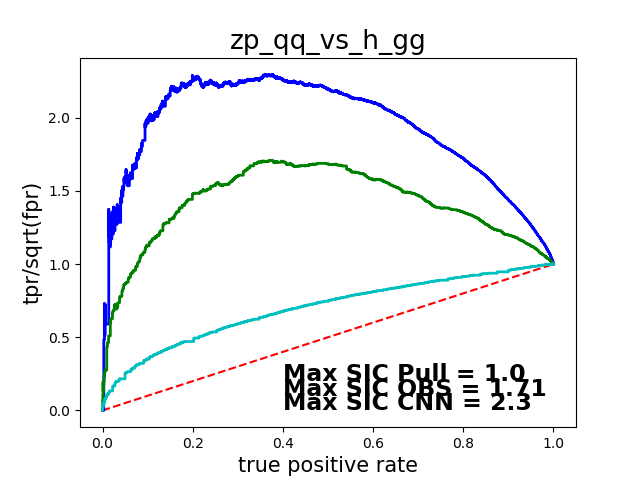 zp_qq_vs_h_gg
tpr/sqrt(fpr)
2.0
1.5
1.0
0.5
0.0
Max SIC Pull = 1.0
Max SIC OBS = 1.71
Max SIC CNN = 2.3
0.0 0.2 0.4 0.6 0.8 1.0
true positive rate